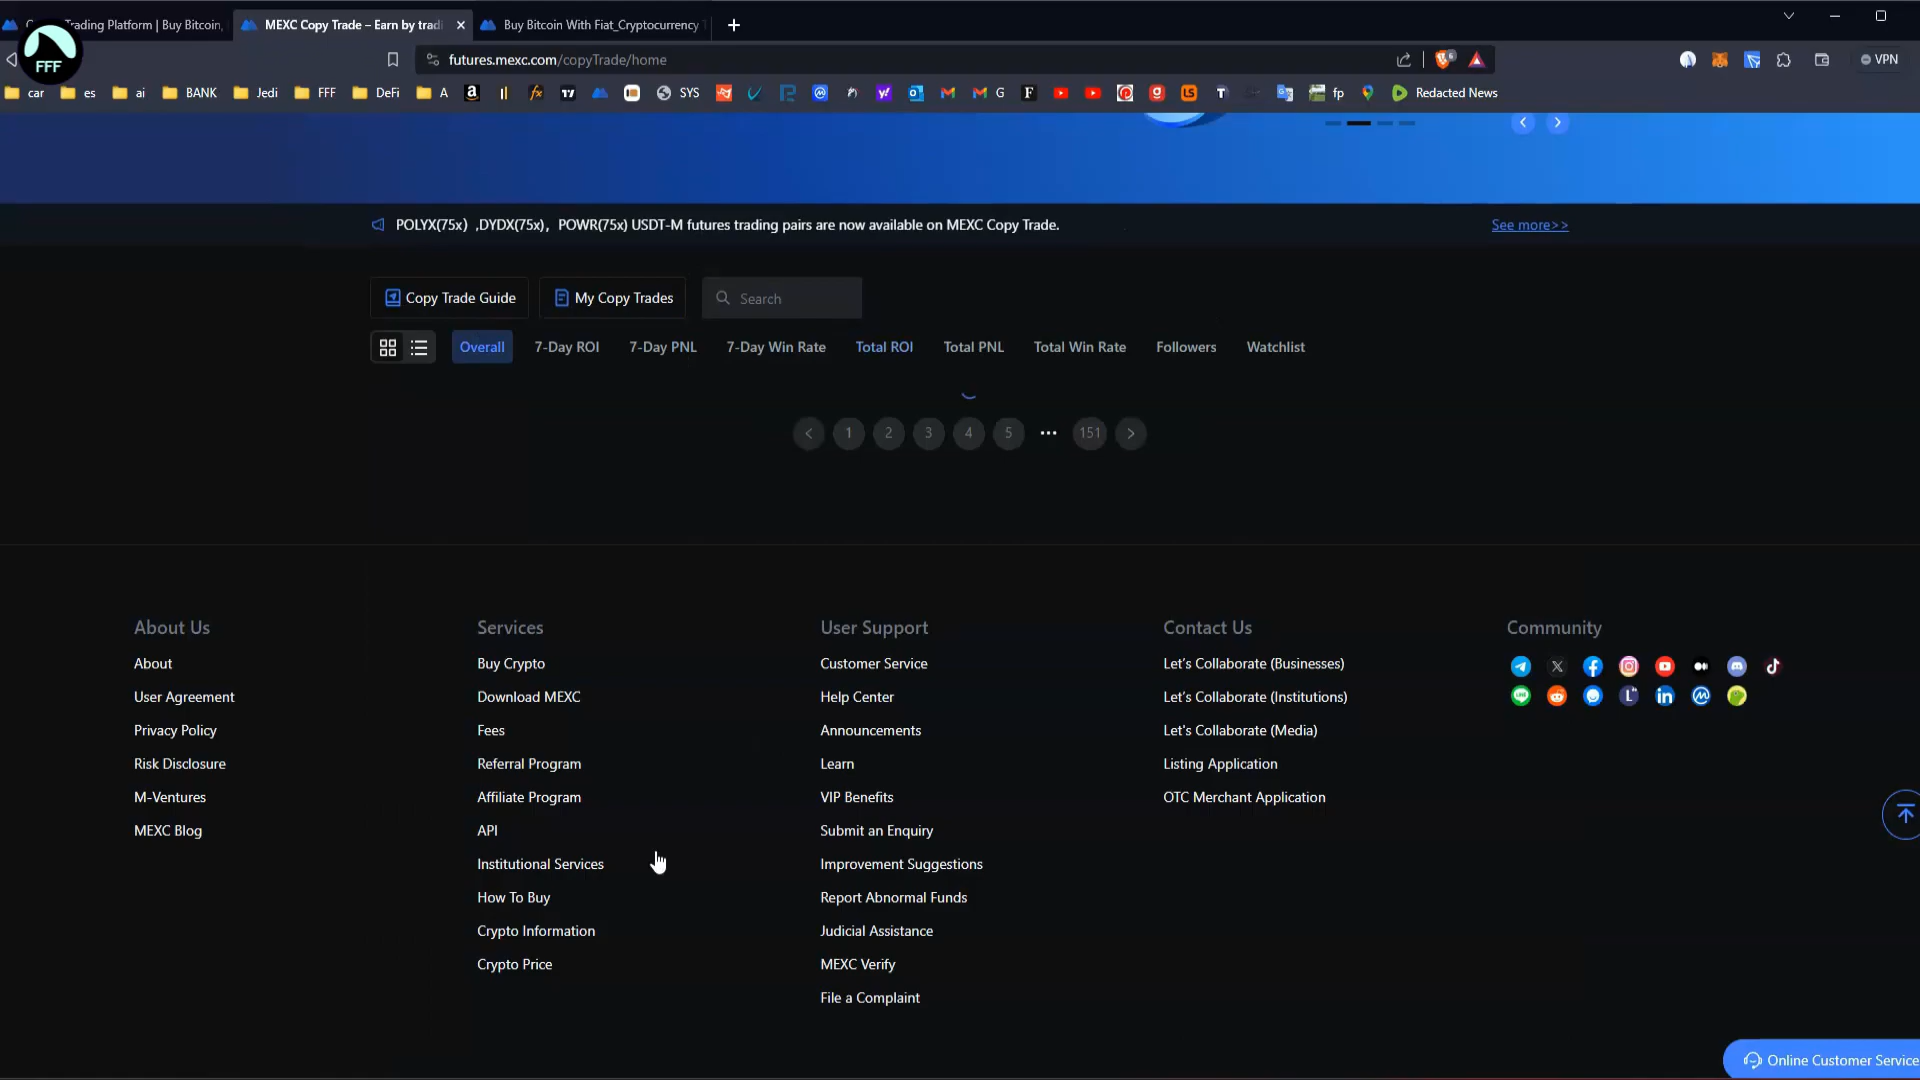 Trading Platform | Buy Bitcoin,
MEXC Copy Trade – Earn by tradi
Buy Bitcoin With Fiat_Cryptocurrency T
FFF
futures.mexc.com/copyTrade/home
VPN
car
es
ai
BANK
Jedi
FFF
DeFi
A
SYS
G
fp
Redacted News
POLYX(75x) ,DYDX(75x), POWR(75x) USDT-M futures trading pairs are now available on MEXC Copy Trade.
See more>>
Copy Trade Guide
My Copy Trades
Search
Overall
7-Day ROI
7-Day PNL
7-Day Win Rate
Total ROI
Total PNL
Total Win Rate
Followers
Watchlist
< 1 2 3 4 5 ••• 151 >
About Us
About
User Agreement
Privacy Policy
Risk Disclosure
M-Ventures
MEXC Blog
Services
Buy Crypto
Download MEXC
Fees
Referral Program
Affiliate Program
API
Institutional Services
How To Buy
Crypto Information
Crypto Price
User Support
Customer Service
Help Center
Announcements
Learn
VIP Benefits
Submit an Enquiry
Improvement Suggestions
Report Abnormal Funds
Judicial Assistance
MEXC Verify
File a Complaint
Contact Us
Let's Collaborate (Businesses)
Let's Collaborate (Institutions)
Let's Collaborate (Media)
Listing Application
OTC Merchant Application
Community
Online Customer Service